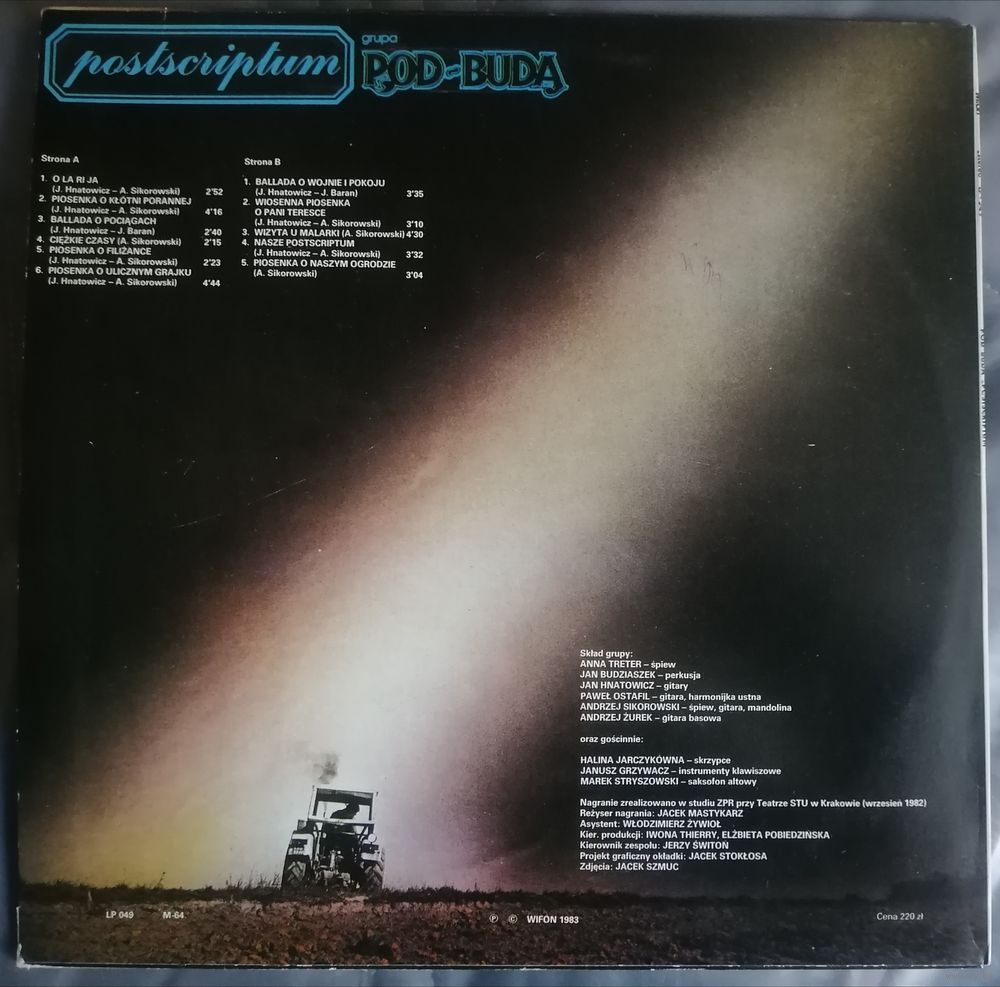 postscriptum
grupa
POD-BUDĄ
Strona A
1. O LA RI JA
(J. Hnatowicz – A. Sikorowski) 2'52
2. PIOSENKA O KŁÓTNI PORANNEJ
(J. Hnatowicz – A. Sikorowski) 4'16
3. BALLADA O POCIĄGACH
(J. Hnatowicz – J. Baran) 2'40
4. CIĘŻKIE CZASY (A. Sikorowski) 2'15
5. PIOSENKA O FILIŻANCE
(J. Hnatowicz – A. Sikorowski) 2'23
6. PIOSENKA O ULICZNYM GRAJKU
(J. Hnatowicz – A. Sikorowski) 4'44
Strona B
1. BALLADA O WOJNIE I POKOJU
(J. Hnatowicz – J. Baran) 3'35
2. WIOSENNA PIOSENKA
O PANI TERESCE
(J. Hnatowicz – A. Sikorowski) 3'10
3. WIZYTA U MALARKI (A. Sikorowski) 4'30
4. NASZE POSTSCRIPTUM
(J. Hnatowicz – A. Sikorowski) 3'32
5. PIOSENKA O NASZYM OGRODZIE
(A. Sikorowski) 3'04
Skład grupy:
ANNA TRETER – śpiew
JAN BUDZIASZEK – perkusja
JAN HNATOWICZ – gitary
PAWEŁ OSTAFIL – gitara, harmonijka ustna
ANDRZEJ SIKOROWSKI – śpiew, gitara, mandolina
ANDRZEJ ŻUREK – gitara basowa
oraz gościnnie:
HALINA JARCZYKÓWNA – skrzypce
JANUSZ GRZYWACZ – instrumenty klawiszowe
MAREK STRYSZOWSKI – saksofon altowy
Nagranie zrealizowano w studiu ZPR przy Teatrze STU w Krakowie (wrzesień 1982)
Reżyser nagrania: JACEK MASTYKARZ
Asystent: WŁODZIMIERZ ŻYWIOŁ
Kier. produkcji: IWONA THIERRY, ELŻBIETA POBIEDZIŃSKA
Kierownik zespołu: JERZY ŚWITOŃ
Projekt graficzny okładki: JACEK STOKŁOSA
Zdjęcia: JACEK SZMUC
LP 049 M-64 Ⓟ © WIFON 1983 Cena 220 zł